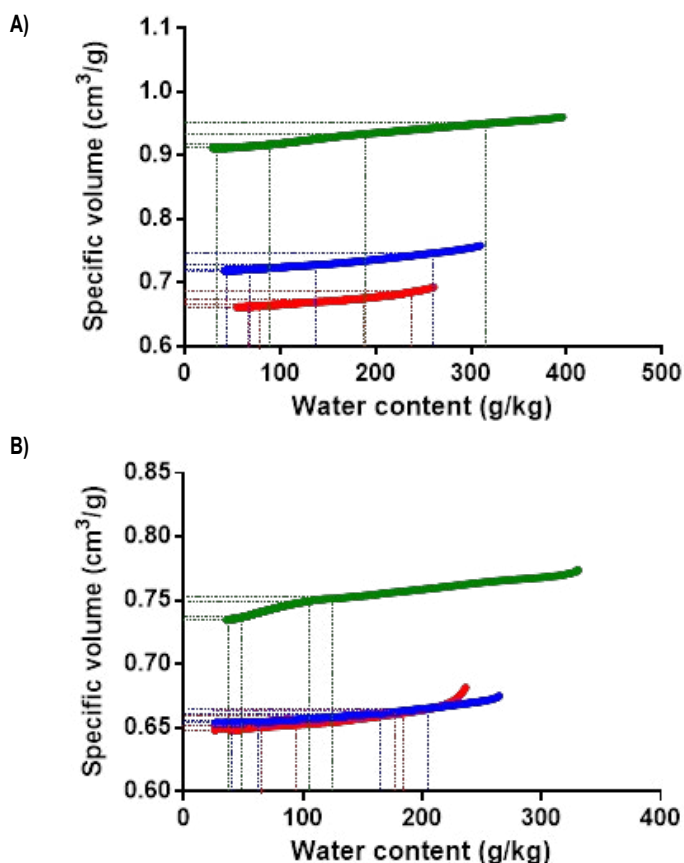 A)
Specific volume (cm³/g)
1.1
1.0
0.9
0.8
0.7
0.6
0 100 200 300 400 500
Water content (g/kg)
B)
Specific volume (cm³/g)
0.85
0.80
0.75
0.70
0.65
0.60
0 100 200 300 400
Water content (g/kg)